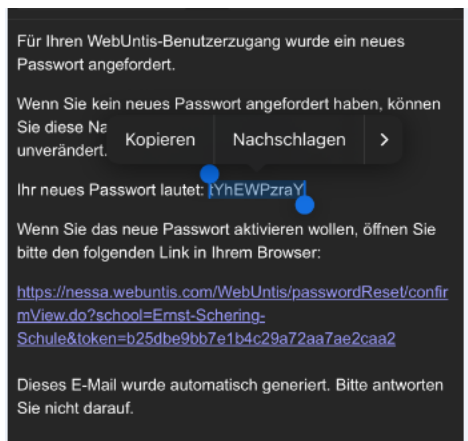 Für Ihren WebUntis-Benutzerzugang wurde ein neues
Passwort angefordert.
Wenn Sie kein neues Passwort angefordert haben, können
Sie diese Na
unverändert.
Kopieren
Nachschlagen
>
Ihr neues Passwort lautet: tYhEWPzraY
Wenn Sie das neue Passwort aktivieren wollen, öffnen Sie
bitte den folgenden Link in Ihrem Browser:
https://nessa.webuntis.com/WebUntis/passwordReset/confir
mView.do?school=Ernst-Schering-
Schule&token=b25dbe9bb7e1b4c29a72aa7ae2caa2
Dieses E-Mail wurde automatisch generiert. Bitte antworten
Sie nicht darauf.